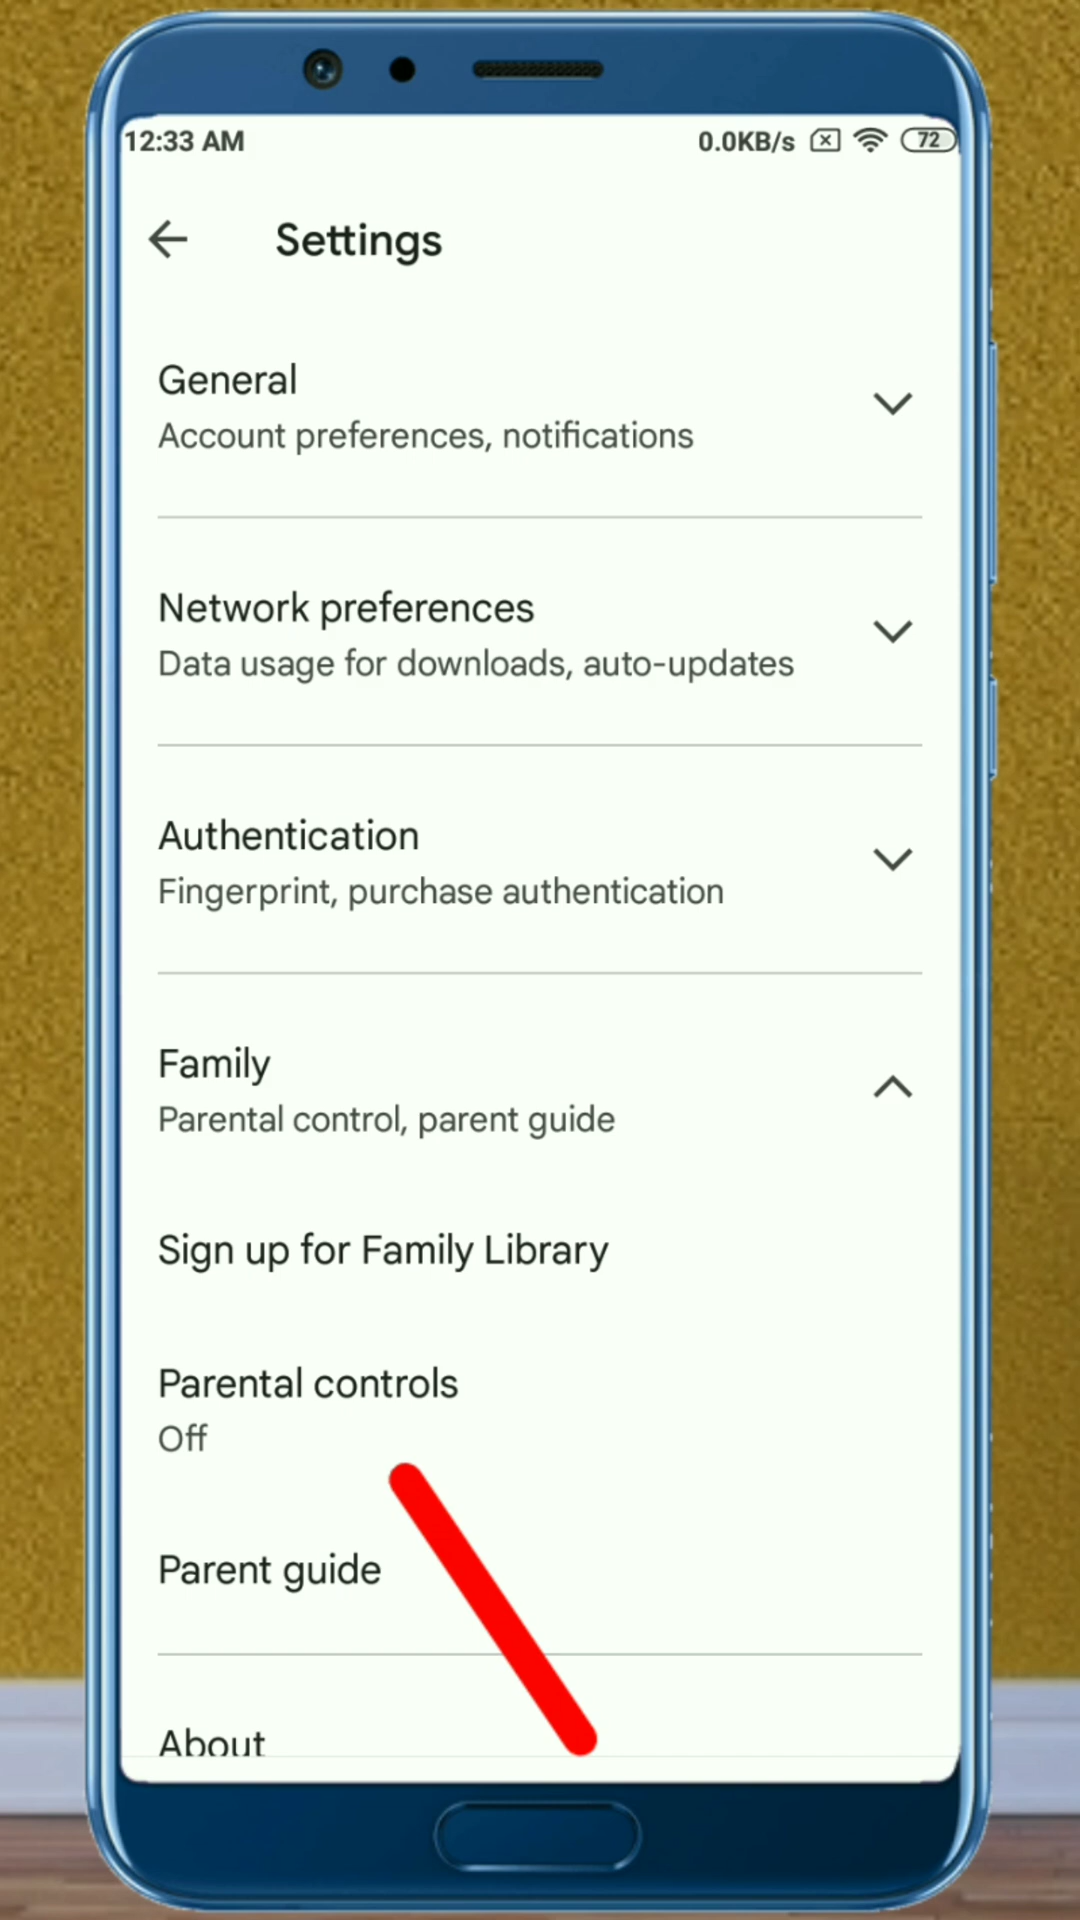 12:33 AM 0.0KB/s 72
Settings
General
Account preferences, notifications
Network preferences
Data usage for downloads, auto-updates
Authentication
Fingerprint, purchase authentication
Family
Parental control, parent guide
Sign up for Family Library
Parental controls
Off
Parent guide
About